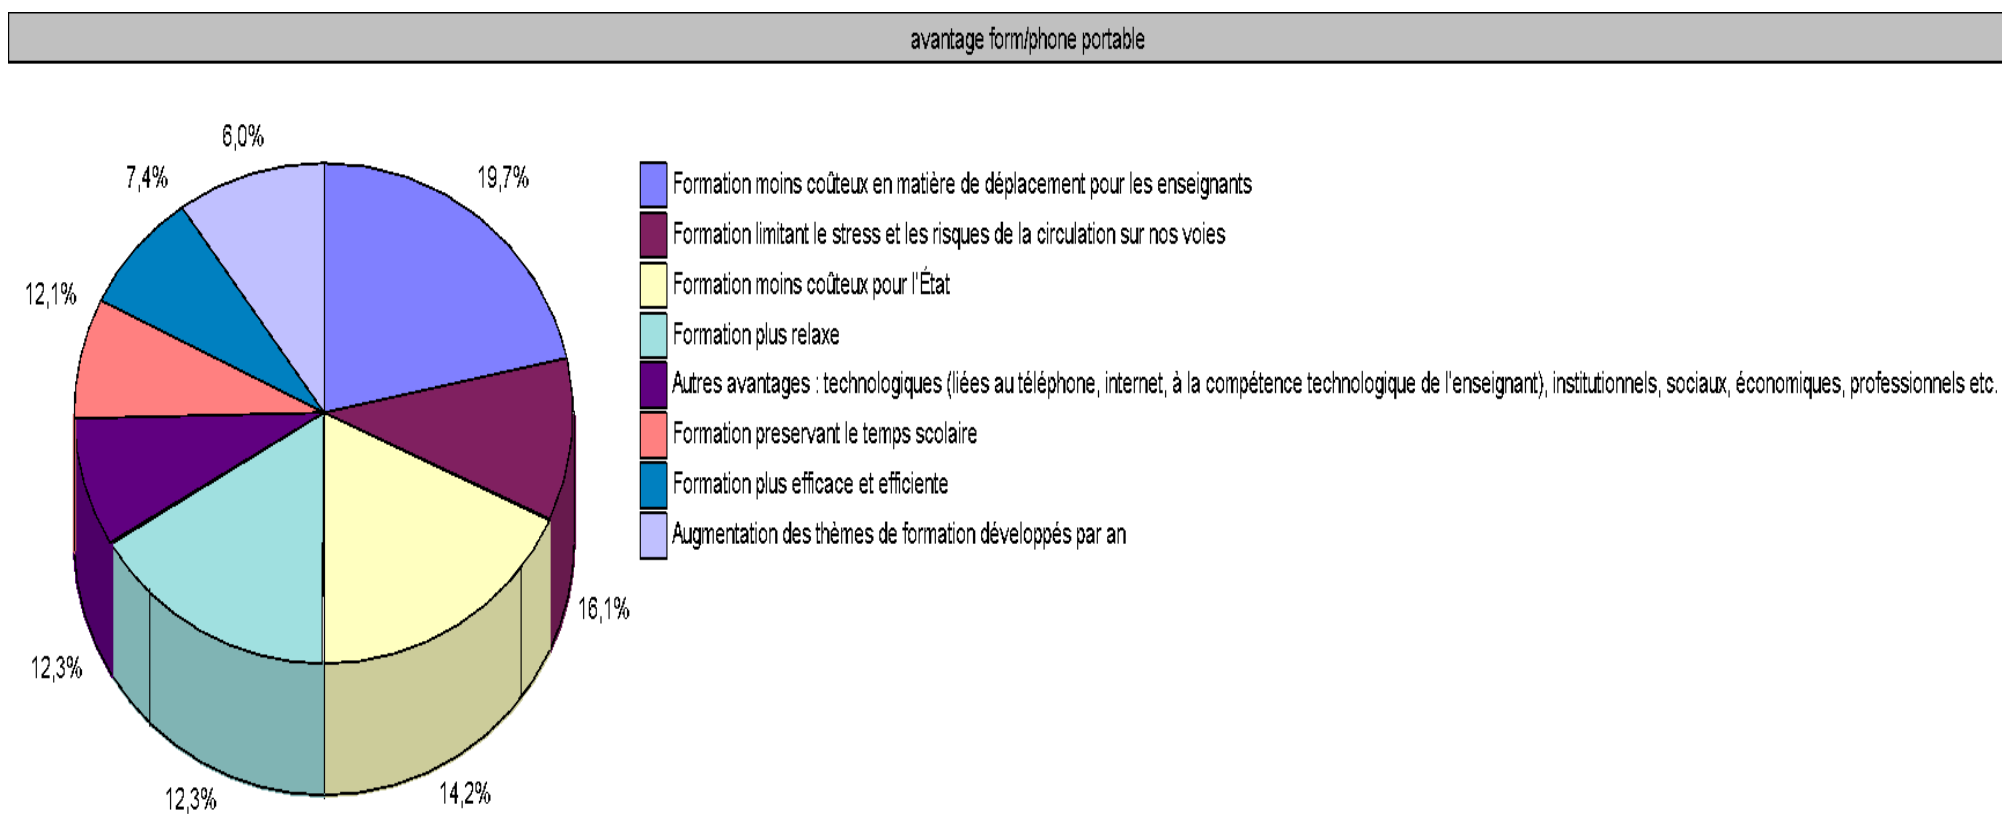 avantage form/phone portable
6,0%
7,4%
19,7%
12,1%
16,1%
12,3%
12,3%
14,2%
Formation moins coûteux en matière de déplacement pour les enseignants
Formation limitant le stress et les risques de la circulation sur nos voies
Formation moins coûteux pour l'État
Formation plus relaxe
Autres avantages : technologiques (liées au téléphone, internet, à la compétence technologique de l'enseignant), institutionnels, sociaux, économiques, professionnels etc.
Formation preservant le temps scolaire
Formation plus efficace et efficiente
Augmentation des thèmes de formation développés par an